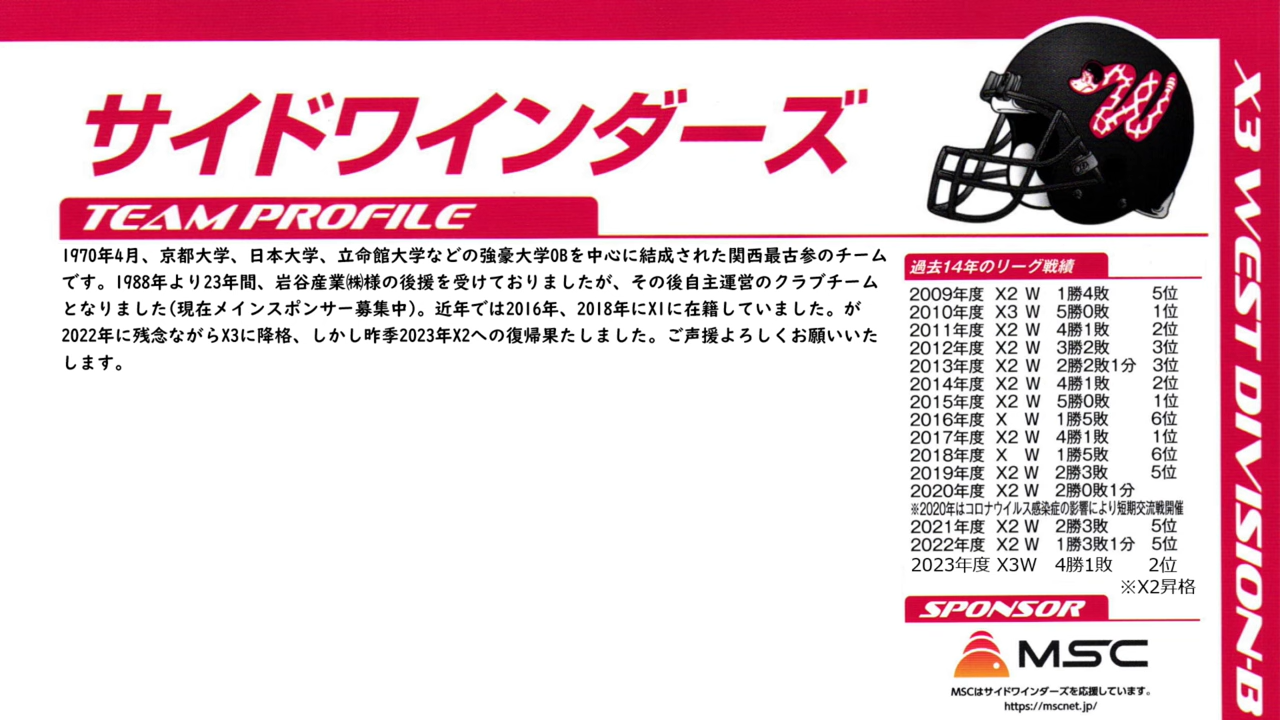 サイドワインダーズ
TEAM PROFILE
1970年4月、京都大学、日本大学、立命館大学などの強豪大学OBを中心に結成された関西最古参のチーム
です。1988年より23年間、岩谷産業㈱様の後援を受けておりましたが、その後自主運営のクラブチーム
となりました(現在メインスポンサー募集中)。近年では2016年、2018年にX1に在籍していました。が
2022年に残念ながらX3に降格、しかし昨季2023年X2への復帰果たしました。ご声援よろしくお願いいた
します。
過去14年のリーグ戦績
2009年度 X2 W 1勝4敗 5位
2010年度 X3 W 5勝0敗 1位
2011年度 X2 W 4勝1敗 2位
2012年度 X2 W 3勝2敗 3位
2013年度 X2 W 2勝2敗1分 3位
2014年度 X2 W 4勝1敗 2位
2015年度 X2 W 5勝0敗 1位
2016年度 X W 1勝5敗 6位
2017年度 X2 W 4勝1敗 1位
2018年度 X W 1勝5敗 6位
2019年度 X2 W 2勝3敗 5位
2020年度 X2 W 2勝0敗1分
※2020年はコロナウイルス感染症の影響により短期交流戦開催
2021年度 X2 W 2勝3敗 5位
2022年度 X2 W 1勝3敗1分 5位
2023年度 X3W 4勝1敗 2位
※X2昇格
SPONSOR
MSC
MSCはサイドワインダーズを応援しています。
https://mscnet.jp/
X3 WEST DIVISION-B